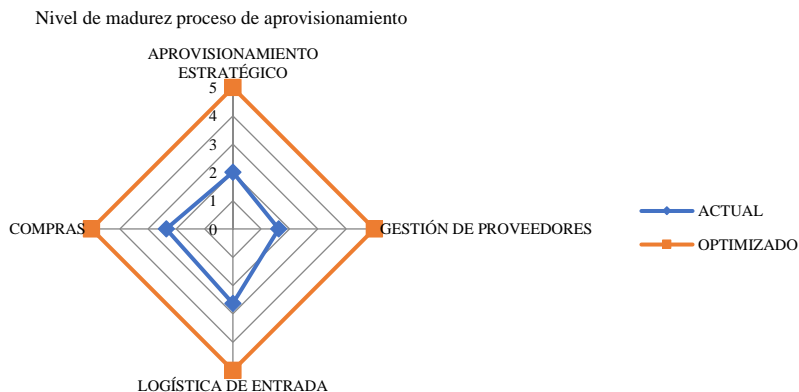 Nivel de madurez proceso de aprovisionamiento
APROVISIONAMIENTO
ESTRATÉGICO
5
4
3
2
1
0
COMPRAS
GESTIÓN DE PROVEEDORES
LOGÍSTICA DE ENTRADA
ACTUAL
OPTIMIZADO